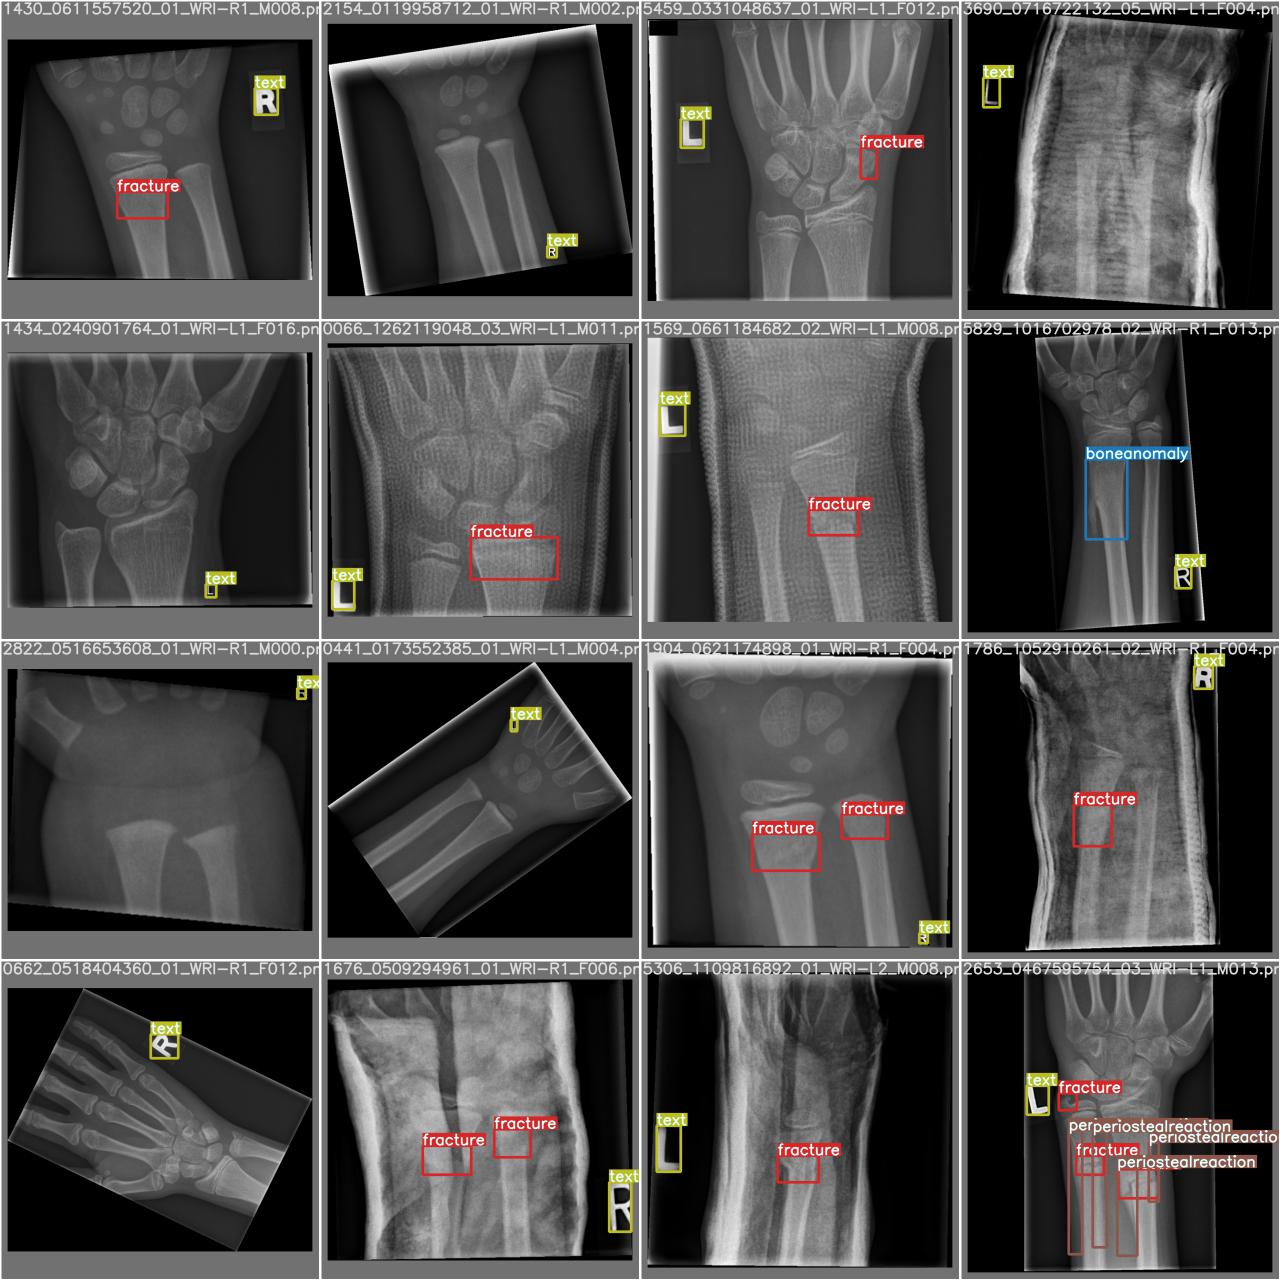 1430_0611557520_01_WRI-R1_M008.pn
text
R
fracture
2154_0119958712_01_WRI-R1_M002.pn
text
R
5459_0331048637_01_WRI-L1_F012.pn
text
L
fracture
3690_0716722132_05_WRI-L1_F004.pn
text
L
1434_0240901764_01_WRI-L1_F016.pn
text
L
0066_1262119048_03_WRI-L1_M011.pn
fracture
text
L
1569_0661184682_02_WRI-L1_M008.pn
text
L
fracture
5829_1016702978_02_WRI-R1_F013.pn
boneanomaly
text
R
2822_0516653608_01_WRI-R1_M000.pn
tex
0441_0173552385_01_WRI-L1_M004.pn
text
1904_0621174898_01_WRI-R1_F004.pn
fracture
fracture
text
R
1786_1052910261_02_WRI-R1_F004.pn
text
R
fracture
0662_0518404360_01_WRI-R1_F012.pn
text
R
1676_0509294961_01_WRI-R1_F006.pn
fracture
fracture
text
R
5306_1109816892_01_WRI-L2_M008.pn
text
L
fracture
2653_0467595754_03_WRI-L1_M013.pn
text
L
fracture
per
periostealreaction
periostealreactio
fracture
periostealreaction